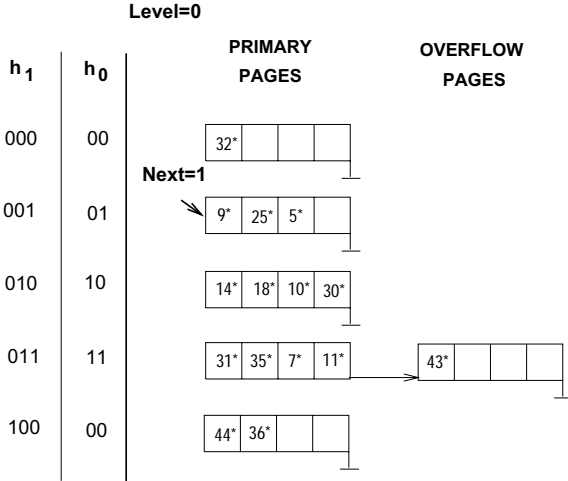 Level=0
PRIMARY PAGES
OVERFLOW PAGES
h1 h0
000 00 32*
Next=1
001 01 9* 25* 5*
010 10 14* 18* 10* 30*
011 11 31* 35* 7* 11* 43*
100 00 44* 36*